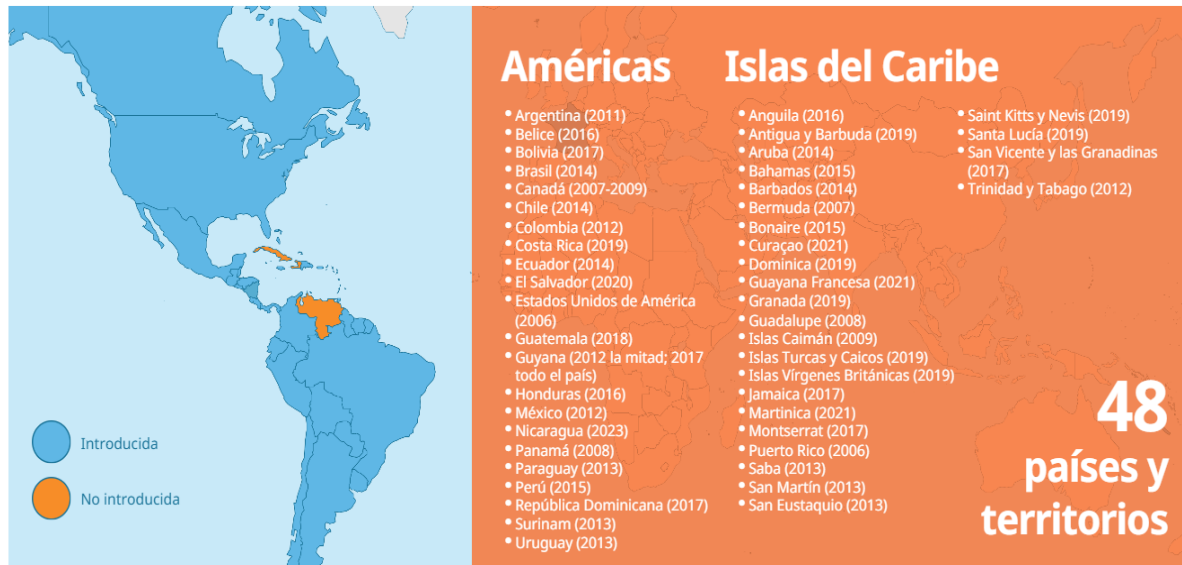 Américas
• Argentina (2011)
• Belice (2016)
• Bolivia (2017)
• Brasil (2014)
• Canadá (2007-2009)
• Chile (2014)
• Colombia (2012)
• Costa Rica (2019)
• Ecuador (2014)
• El Salvador (2020)
• Estados Unidos de América
(2006)
• Guatemala (2018)
• Guyana (2012 la mitad; 2017
todo el país)
• Honduras (2016)
• México (2012)
• Nicaragua (2023)
• Panamá (2008)
• Paraguay (2013)
• Perú (2015)
• República Dominicana (2017)
• Surinam (2013)
• Uruguay (2013)
Islas del Caribe
• Anguila (2016)
• Antigua y Barbuda (2019)
• Aruba (2014)
• Bahamas (2015)
• Barbados (2014)
• Bermuda (2007)
• Bonaire (2015)
• Curaçao (2021)
• Dominica (2019)
• Guayana Francesa (2021)
• Granada (2019)
• Guadalupe (2008)
• Islas Caimán (2009)
• Islas Turcas y Caicos (2019)
• Islas Vírgenes Británicas (2019)
• Jamaica (2017)
• Martinica (2021)
• Montserrat (2017)
• Puerto Rico (2006)
• Saba (2013)
• San Martín (2013)
• San Eustaquio (2013)
• Saint Kitts y Nevis (2019)
• Santa Lucía (2019)
• San Vicente y las Granadinas
(2017)
• Trinidad y Tabago (2012)
48
países y
territorios
Introducida
No introducida